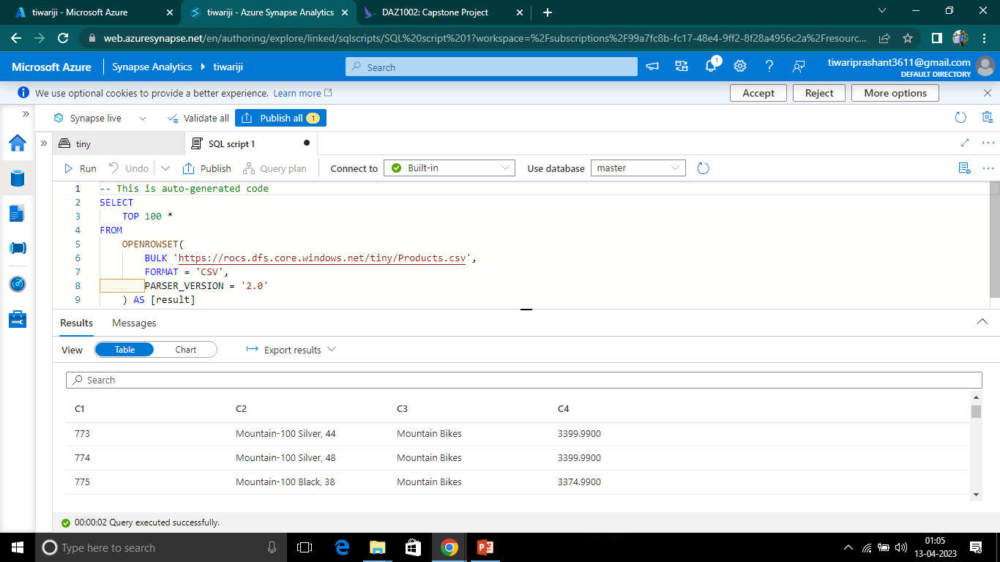 tiwariji - Microsoft Azure
tiwariji - Azure Synapse Analytics
DAZ1002: Capstone Project
web.azuresynapse.net/en/authoring/explore/linked/sqlscripts/SQL%20script%201?workspace=%2Fsubscriptions%2F99a7fc8b-fc17-48e4-9ff2-8f28a4956c2a%2Fresourc...
Microsoft Azure
Synapse Analytics
tiwariji
Search
1
tiwariprashant3611@gmail.com
DEFAULT DIRECTORY
We use optional cookies to provide a better experience. Learn more
Accept
Reject
More options
Synapse live
Validate all
Publish all 1
tiny
SQL script 1
Run
Undo
Publish
Query plan
Connect to
Built-in
Use database
master
1 -- This is auto-generated code
2 SELECT
3 TOP 100 *
4 FROM
5 OPENROWSET(
6 BULK 'https://rocs.dfs.core.windows.net/tiny/Products.csv',
7 FORMAT = 'CSV',
8 PARSER_VERSION = '2.0'
9 ) AS [result]
Results
Messages
View
Table
Chart
Export results
Search
C1 C2 C3 C4
773 Mountain-100 Silver, 44 Mountain Bikes 3399.9900
774 Mountain-100 Silver, 48 Mountain Bikes 3399.9900
775 Mountain-100 Black, 38 Mountain Bikes 3374.9900
00:00:02 Query executed successfully.
Type here to search
01:05
13-04-2023